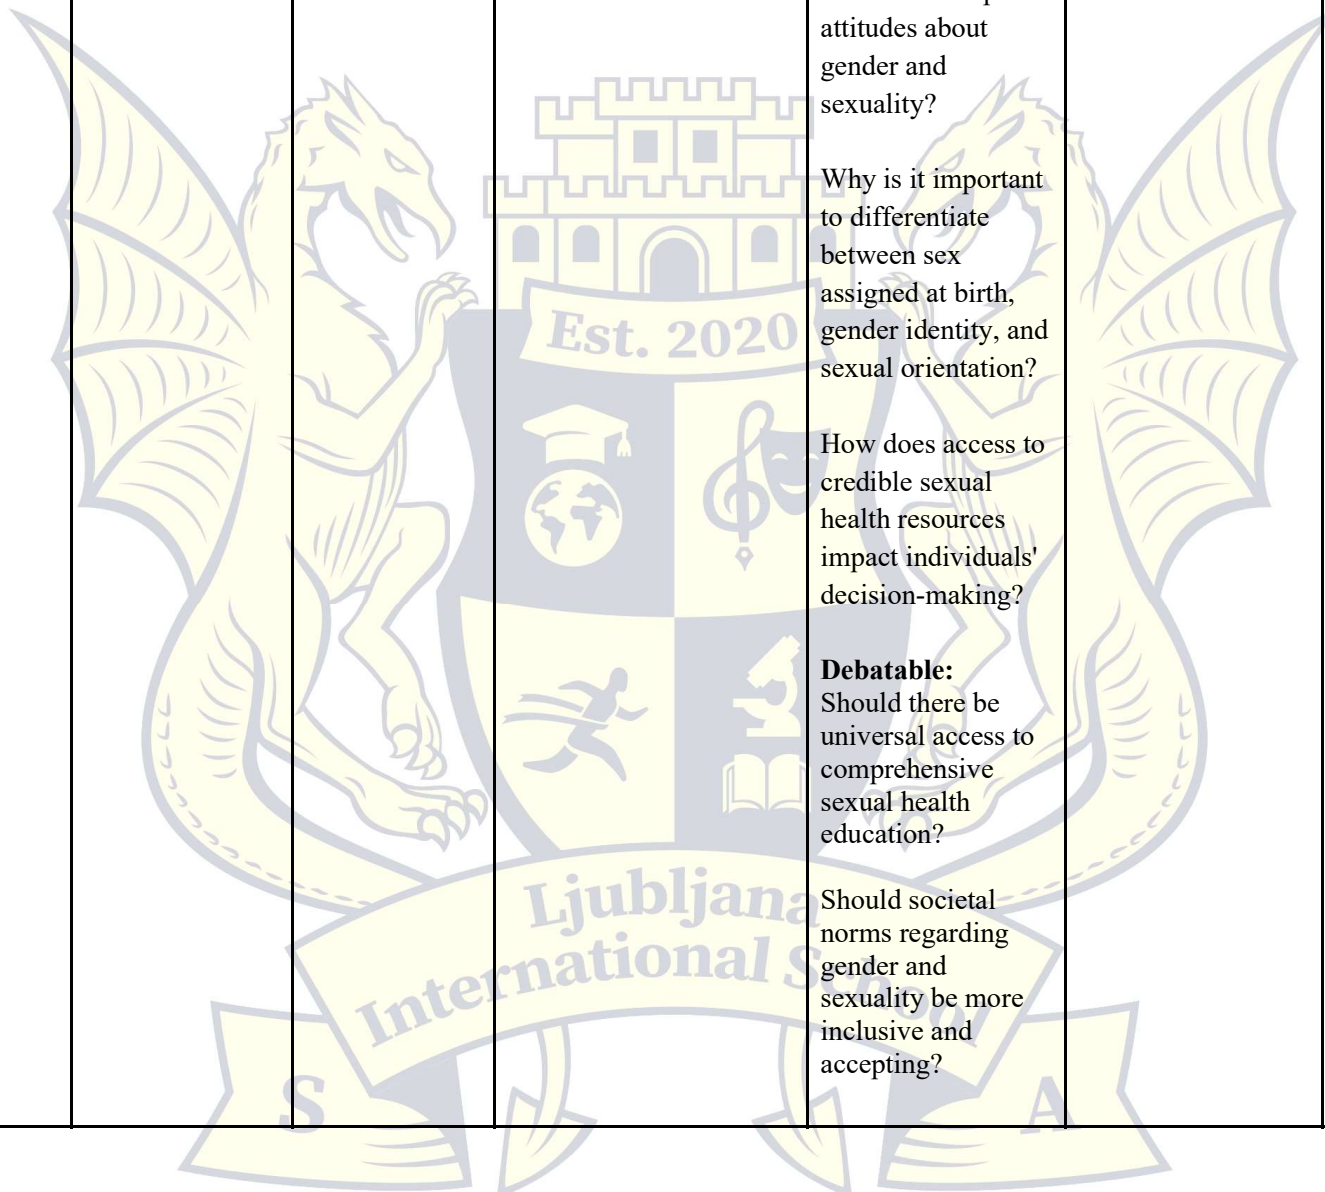 attitudes about
gender and
sexuality?
Why is it important
to differentiate
between sex
assigned at birth,
gender identity, and
sexual orientation?
How does access to
credible sexual
health resources
impact individuals'
decision-making?
Debatable:
Should there be
universal access to
comprehensive
sexual health
education?
Should societal
norms regarding
gender and
sexuality be more
inclusive and
accepting?
Est. 2020
Ljubljana
International School
S
A